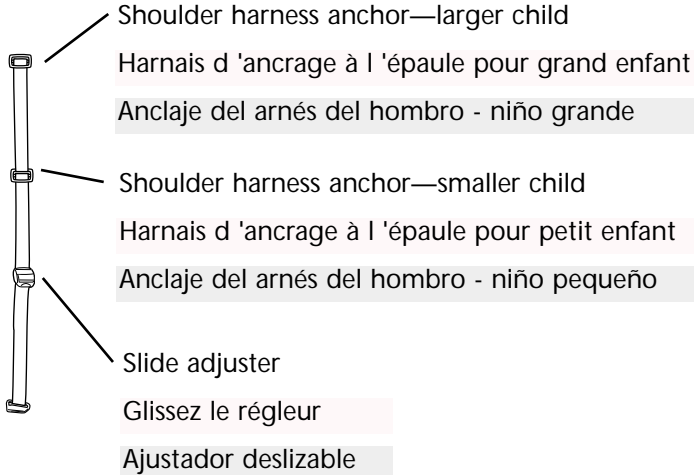 Shoulder harness anchor—larger child
Harnais d 'ancrage à l 'épaule pour grand enfant
Anclaje del arnés del hombro - niño grande
Shoulder harness anchor—smaller child
Harnais d 'ancrage à l 'épaule pour petit enfant
Anclaje del arnés del hombro - niño pequeño
Slide adjuster
Glissez le régleur
Ajustador deslizable